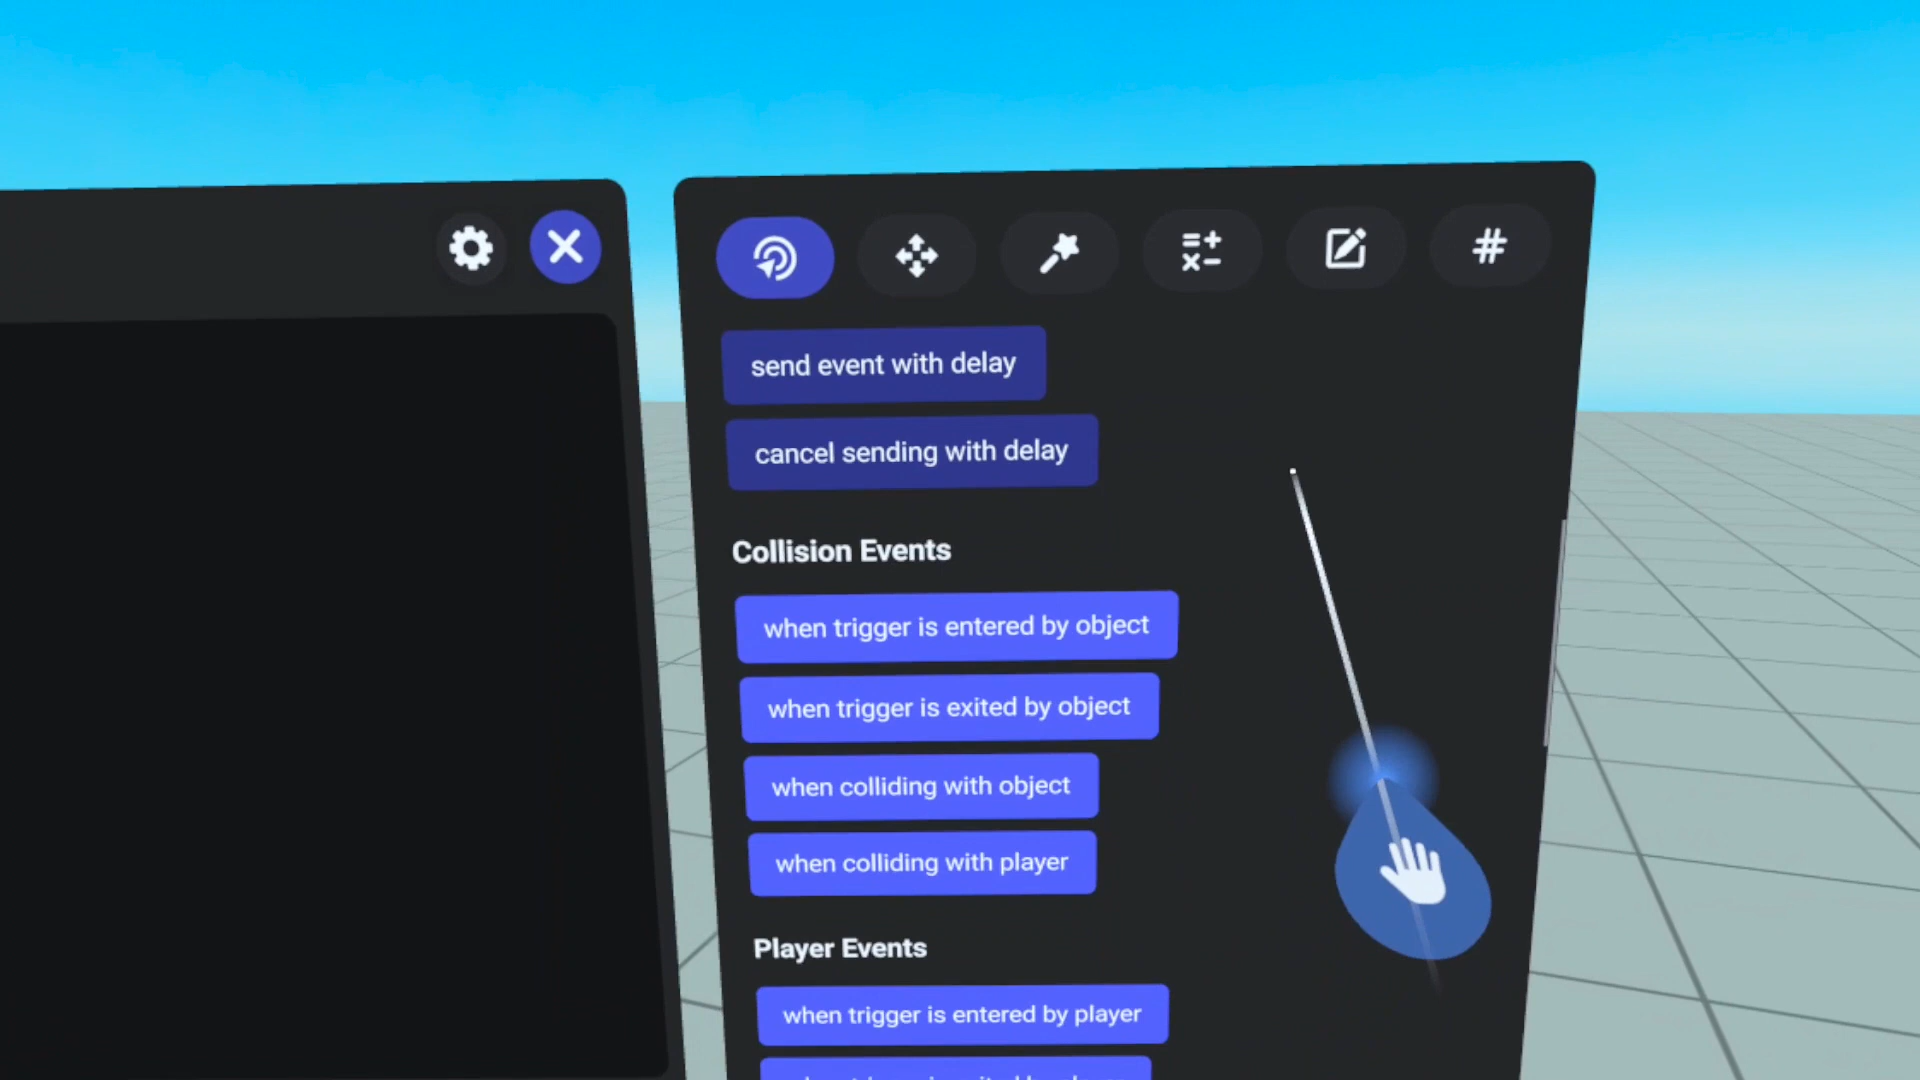 send event with delay
cancel sending with delay
Collision Events
when trigger is entered by object
when trigger is exited by object
when colliding with object
when colliding with player
Player Events
when trigger is entered by player